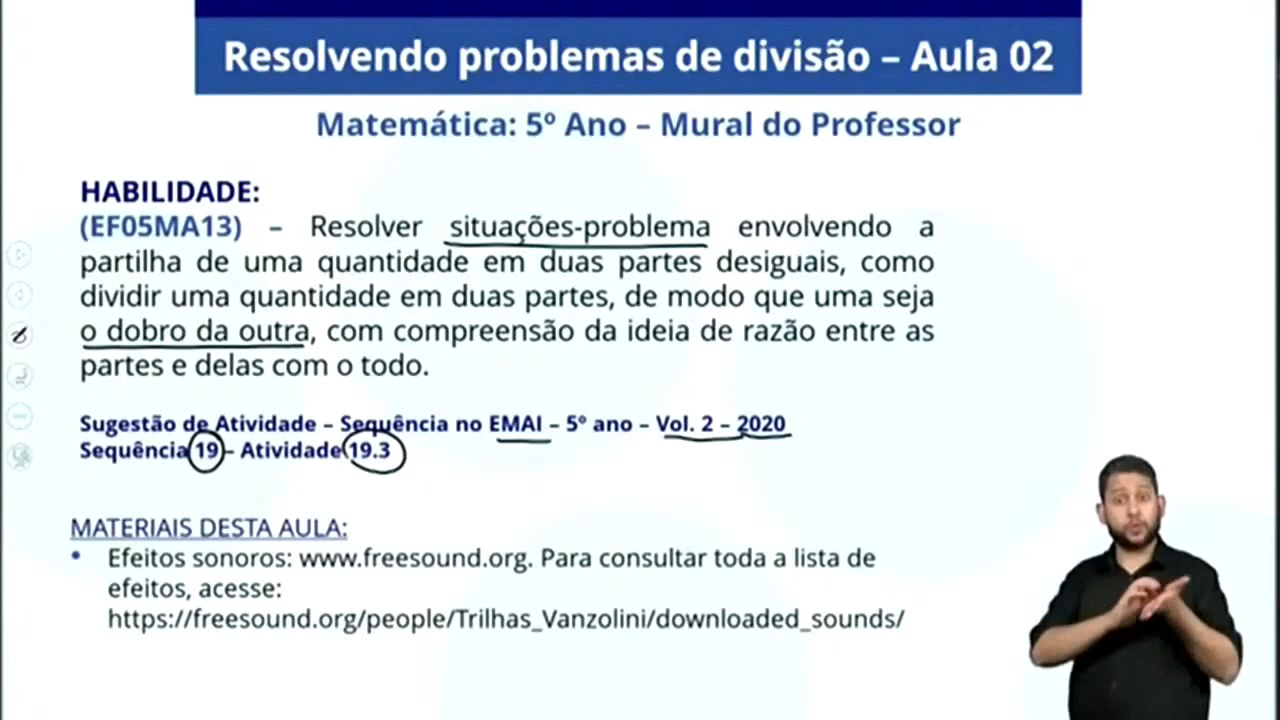 Resolvendo problemas de divisão – Aula 02
Matemática: 5º Ano – Mural do Professor
HABILIDADE:
(EF05MA13) – Resolver situações-problema envolvendo a
partilha de uma quantidade em duas partes desiguais, como
dividir uma quantidade em duas partes, de modo que uma seja
o dobro da outra, com compreensão da ideia de razão entre as
partes e delas com o todo.
Sugestão de Atividade – Sequência no EMAI – 5º ano – Vol. 2 – 2020
Sequência 19 – Atividade 19.3
MATERIAIS DESTA AULA:
• Efeitos sonoros: www.freesound.org. Para consultar toda a lista de
efeitos, acesse:
https://freesound.org/people/Trilhas_Vanzolini/downloaded_sounds/